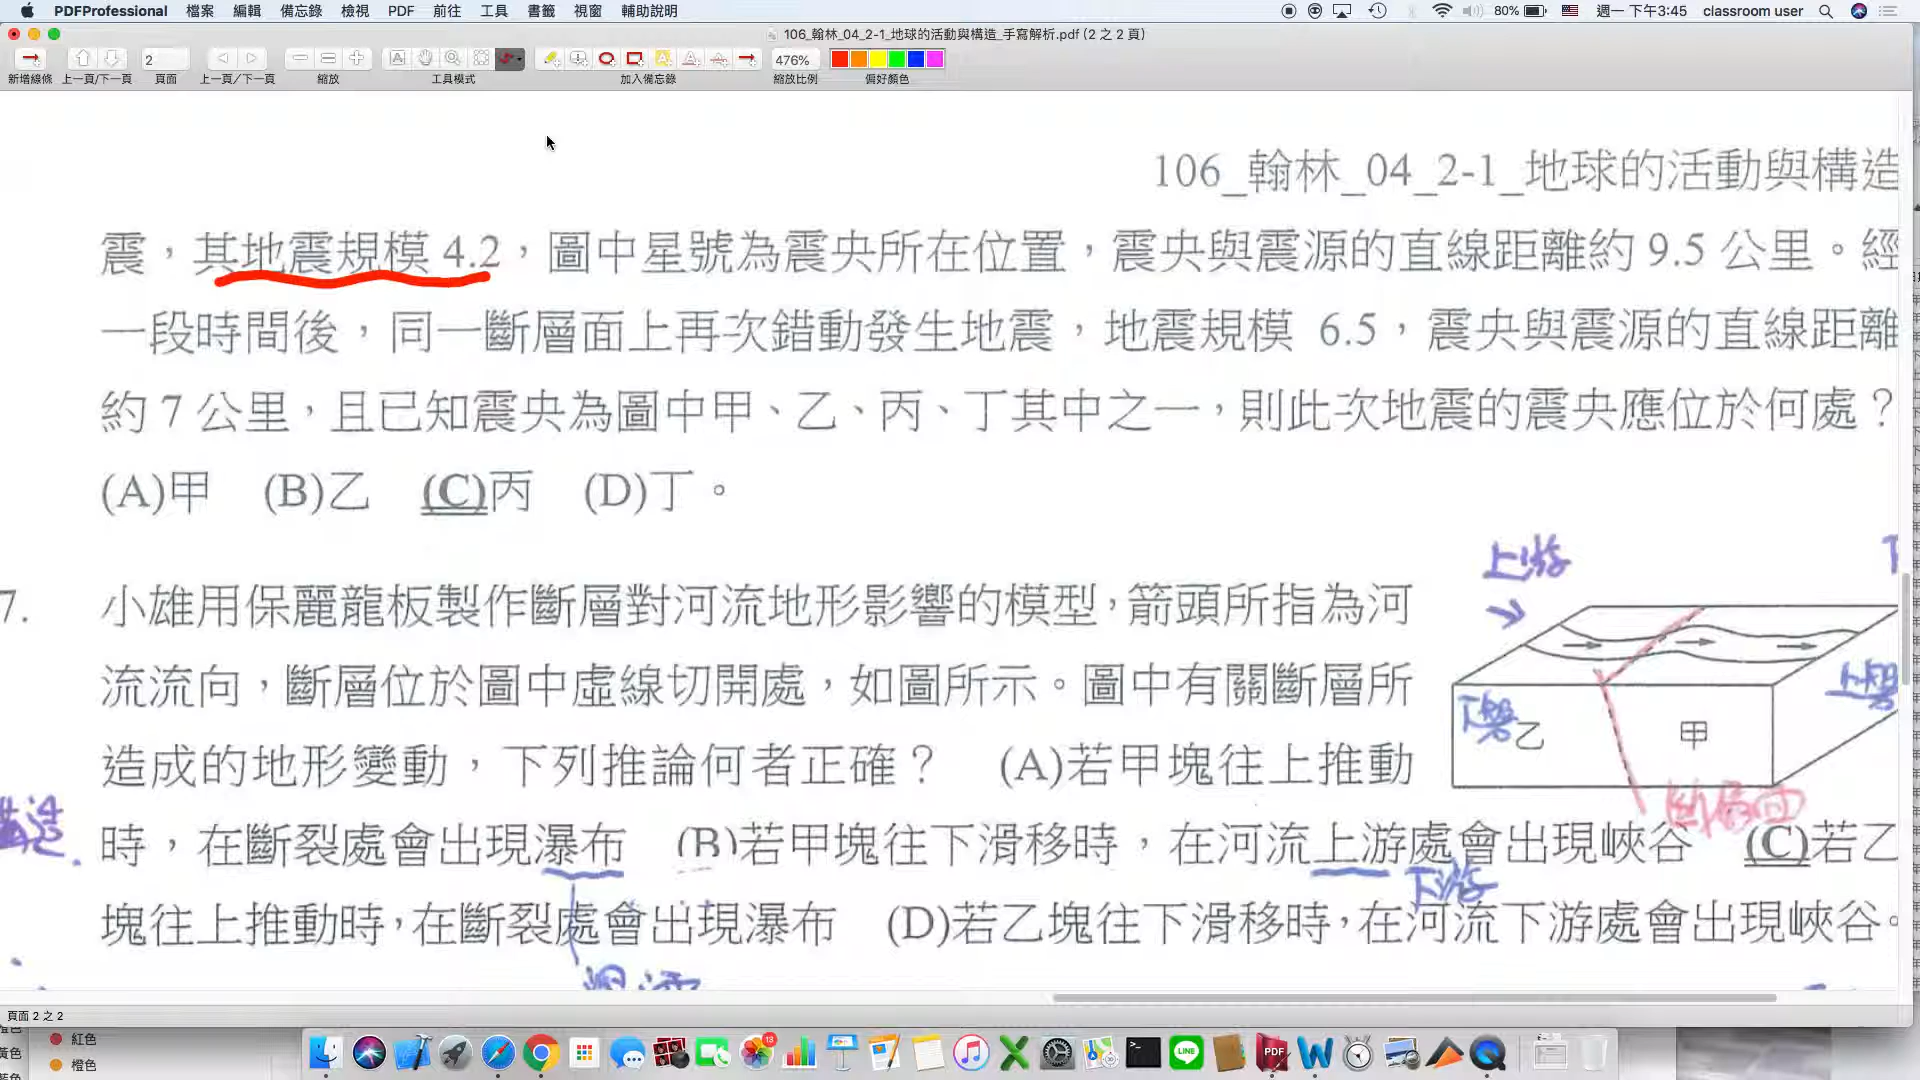 PDFProfessional 檔案 編輯 備忘錄 檢視 PDF 前往 工具 書籤 視窗 輔助說明 80% 週一 下午3:45 classroom user
106_翰林_04_2-1_地球的活動與構造_手寫解析.pdf (2 之 2 頁)
2 476%
新增線條 上一頁/下一頁 頁面 上一頁/下一頁 縮放 工具模式 加入備忘錄 縮放比例 偏好顏色
106_翰林_04_2-1_地球的活動與構造
震，其地震規模 4.2，圖中星號為震央所在位置，震央與震源的直線距離約 9.5 公里。經
一段時間後，同一斷層面上再次錯動發生地震，地震規模 6.5，震央與震源的直線距離
約 7 公里，且已知震央為圖中甲、乙、丙、丁其中之一，則此次地震的震央應位於何處？
(A)甲 (B)乙 (C)丙 (D)丁。
上游
7. 小雄用保麗龍板製作斷層對河流地形影響的模型，箭頭所指為河
流流向，斷層位於圖中虛線切開處，如圖所示。圖中有關斷層所
上盤
下盤 乙 甲
造成的地形變動，下列推論何者正確？ (A)若甲塊往上推動
斷層面
時，在斷裂處會出現瀑布 (B)若甲塊往下滑移時，在河流上游處會出現峽谷 (C)若乙
下游
塊往上推動時，在斷裂處會出現瀑布 (D)若乙塊往下滑移時，在河流下游處會出現峽谷。
頁面 2 之 2
紅色
橙色
13
LINE
PDF